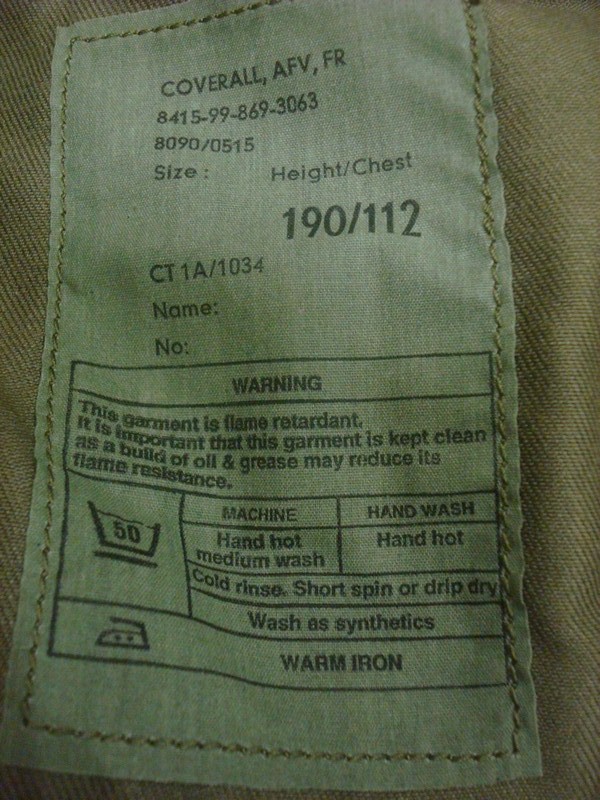 COVERALL, AFV, FR
8415-99-869-3063
8090/0515
Size : Height/Chest
190/112
CT 1A/1034
Name:
No:
WARNING
This garment is flame retardant.
It is important that this garment is kept clean
as a build of oil & grease may reduce its
flame resistance.
50
MACHINE
HAND WASH
Hand hot
medium wash
Hand hot
Cold rinse. Short spin or drip dry
Wash as synthetics
WARM IRON